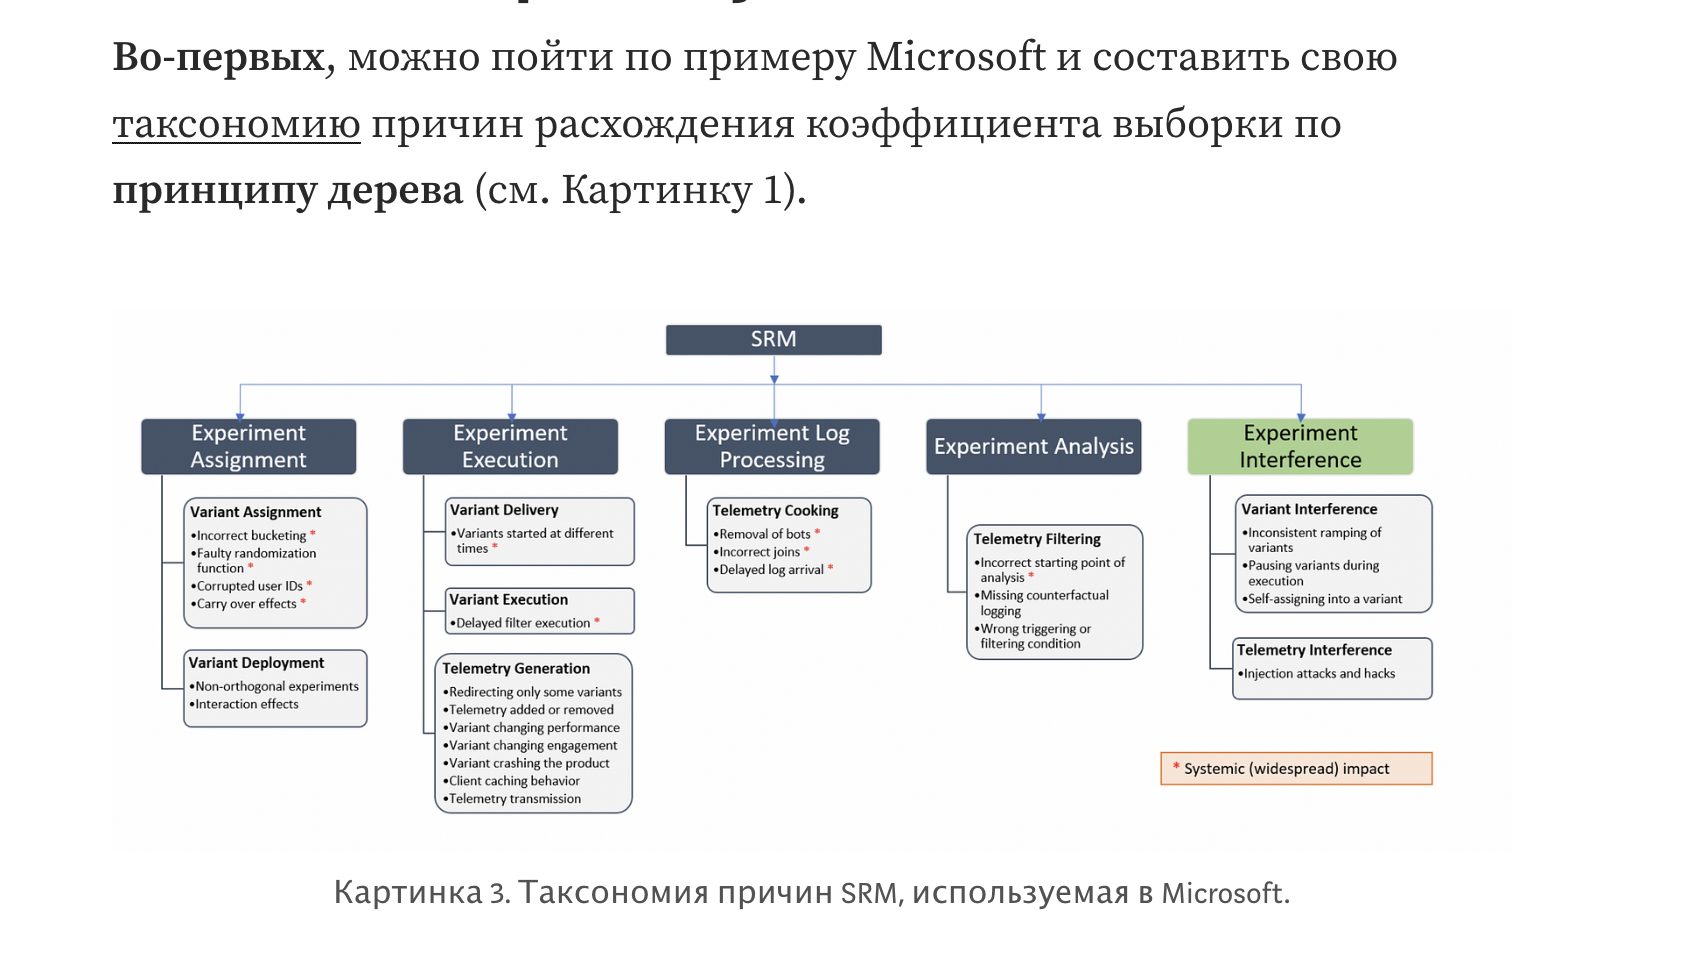 Во-первых, можно пойти по примеру Microsoft и составить свою
таксономию причин расхождения коэффициента выборки по
принципу дерева (см. Картинку 1).
SRM
Experiment
Assignment
Variant Assignment
•Incorrect bucketing *
•Faulty randomization
function *
•Corrupted user IDs *
•Carry over effects *
Variant Deployment
•Non-orthogonal experiments
•Interaction effects
Experiment
Execution
Variant Delivery
•Variants started at different
times *
Variant Execution
•Delayed filter execution *
Telemetry Generation
•Redirecting only some variants
•Telemetry added or removed
•Variant changing performance
•Variant changing engagement
•Variant crashing the product
•Client caching behavior
•Telemetry transmission
Experiment Log
Processing
Telemetry Cooking
•Removal of bots *
•Incorrect joins *
•Delayed log arrival *
Experiment Analysis
Telemetry Filtering
•Incorrect starting point of
analysis *
•Missing counterfactual
logging
•Wrong triggering or
filtering condition
Experiment
Interference
Variant Interference
•Inconsistent ramping of
variants
•Pausing variants during
execution
•Self-assigning into a variant
Telemetry Interference
•Injection attacks and hacks
* Systemic (widespread) impact
Картинка 3. Таксономия причин SRM, используемая в Microsoft.